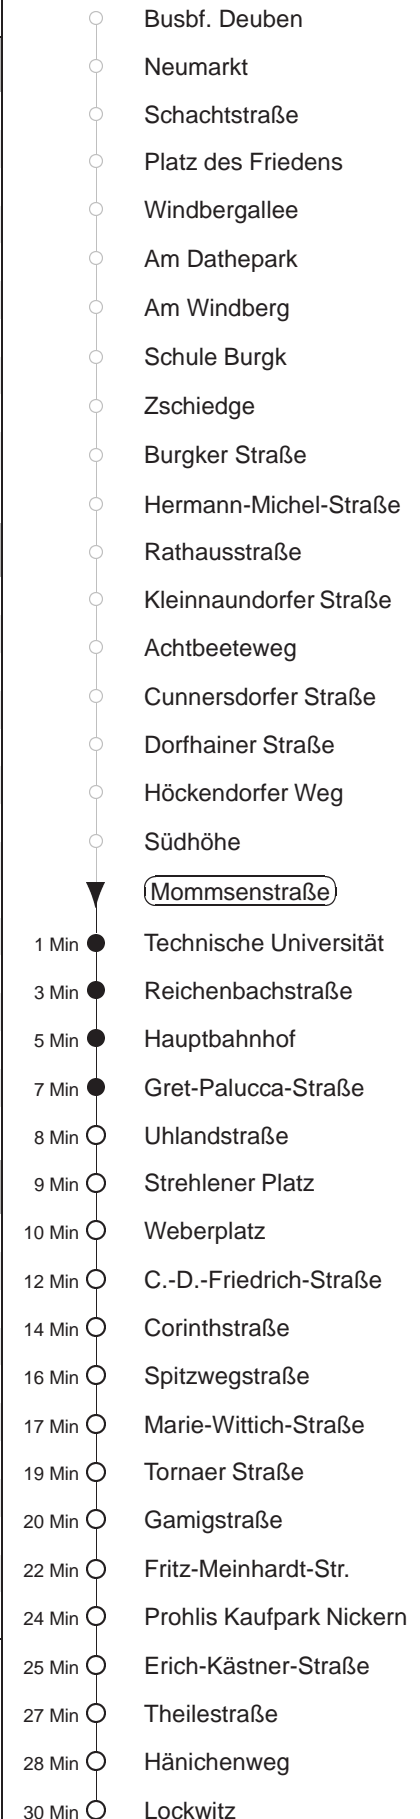 Busbf. Deuben
Neumarkt
Schachtstraße
Platz des Friedens
Windbergallee
Am Dathepark
Am Windberg
Schule Burgk
Zschiedge
Burgker Straße
Hermann-Michel-Straße
Rathausstraße
Kleinnaundorfer Straße
Achtbeeteweg
Cunnersdorfer Straße
Dorfhainer Straße
Höckendorfer Weg
Südhöhe
Mommsenstraße
1 Min Technische Universität
3 Min Reichenbachstraße
5 Min Hauptbahnhof
7 Min Gret-Palucca-Straße
8 Min Uhlandstraße
9 Min Strehlener Platz
10 Min Weberplatz
12 Min C.-D.-Friedrich-Straße
14 Min Corinthstraße
16 Min Spitzwegstraße
17 Min Marie-Wittich-Straße
19 Min Tornaer Straße
20 Min Gamigstraße
22 Min Fritz-Meinhardt-Str.
24 Min Prohlis Kaufpark Nickern
25 Min Erich-Kästner-Straße
27 Min Theilestraße
28 Min Hänichenweg
30 Min Lockwitz